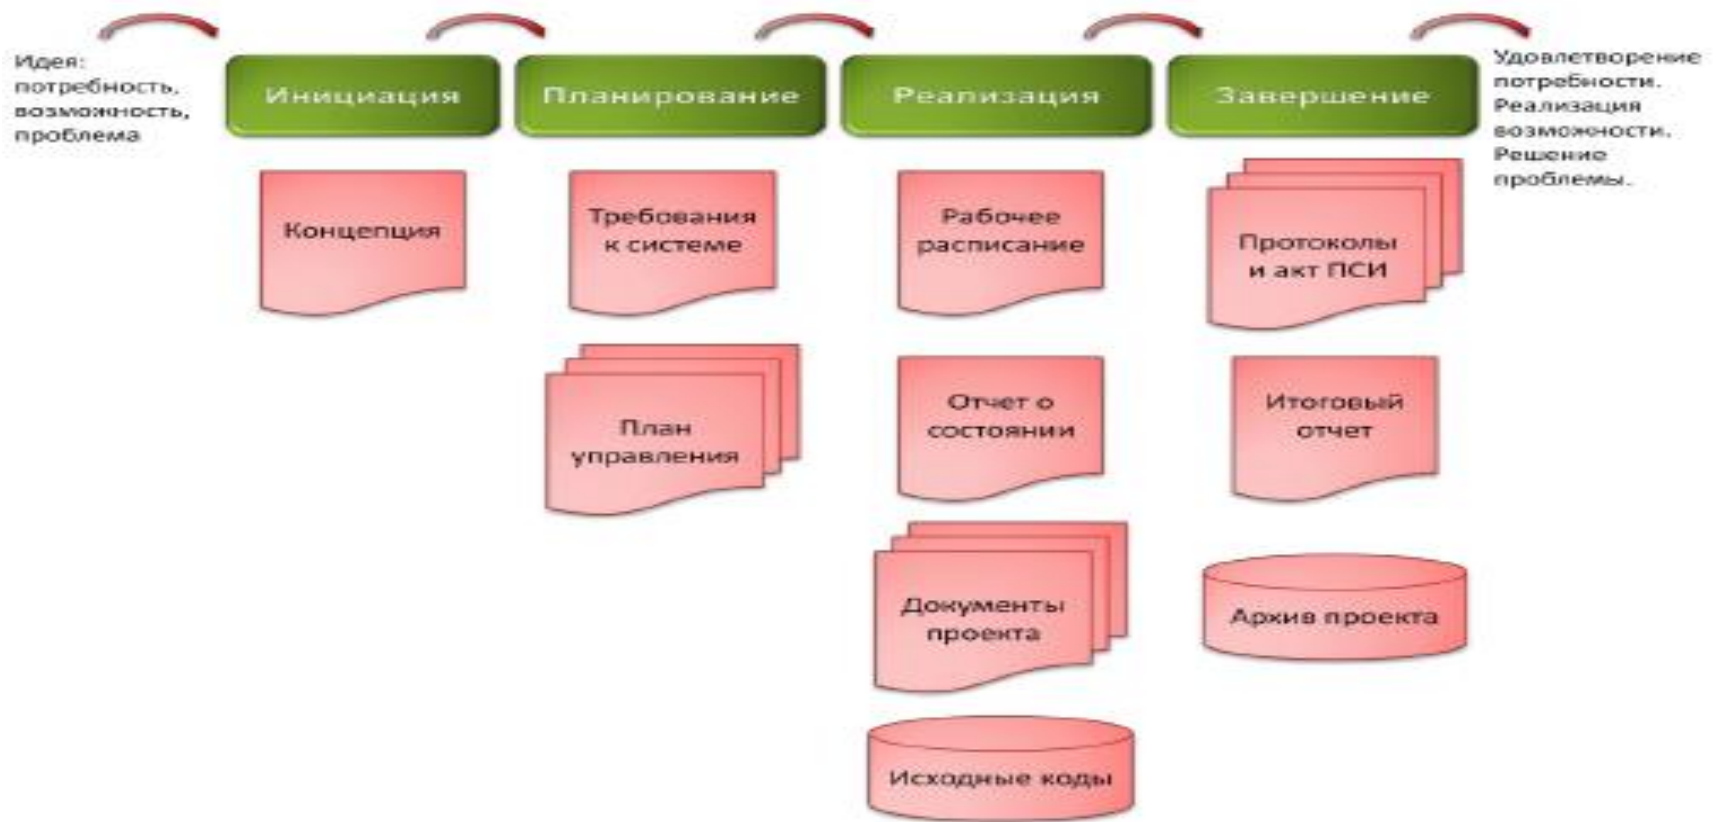 Идея:
потребность,
возможность,
проблема
Инициация
Планирование
Реализация
Завершение
Удовлетворение
потребности.
Реализация
возможности.
Решение
проблемы.
Концепция
Требования
к системе
Рабочее
расписание
Протоколы
и акт ПСИ
План
управления
Отчет о
состоянии
Итоговый
отчет
Документы
проекта
Архив проекта
Исходные коды